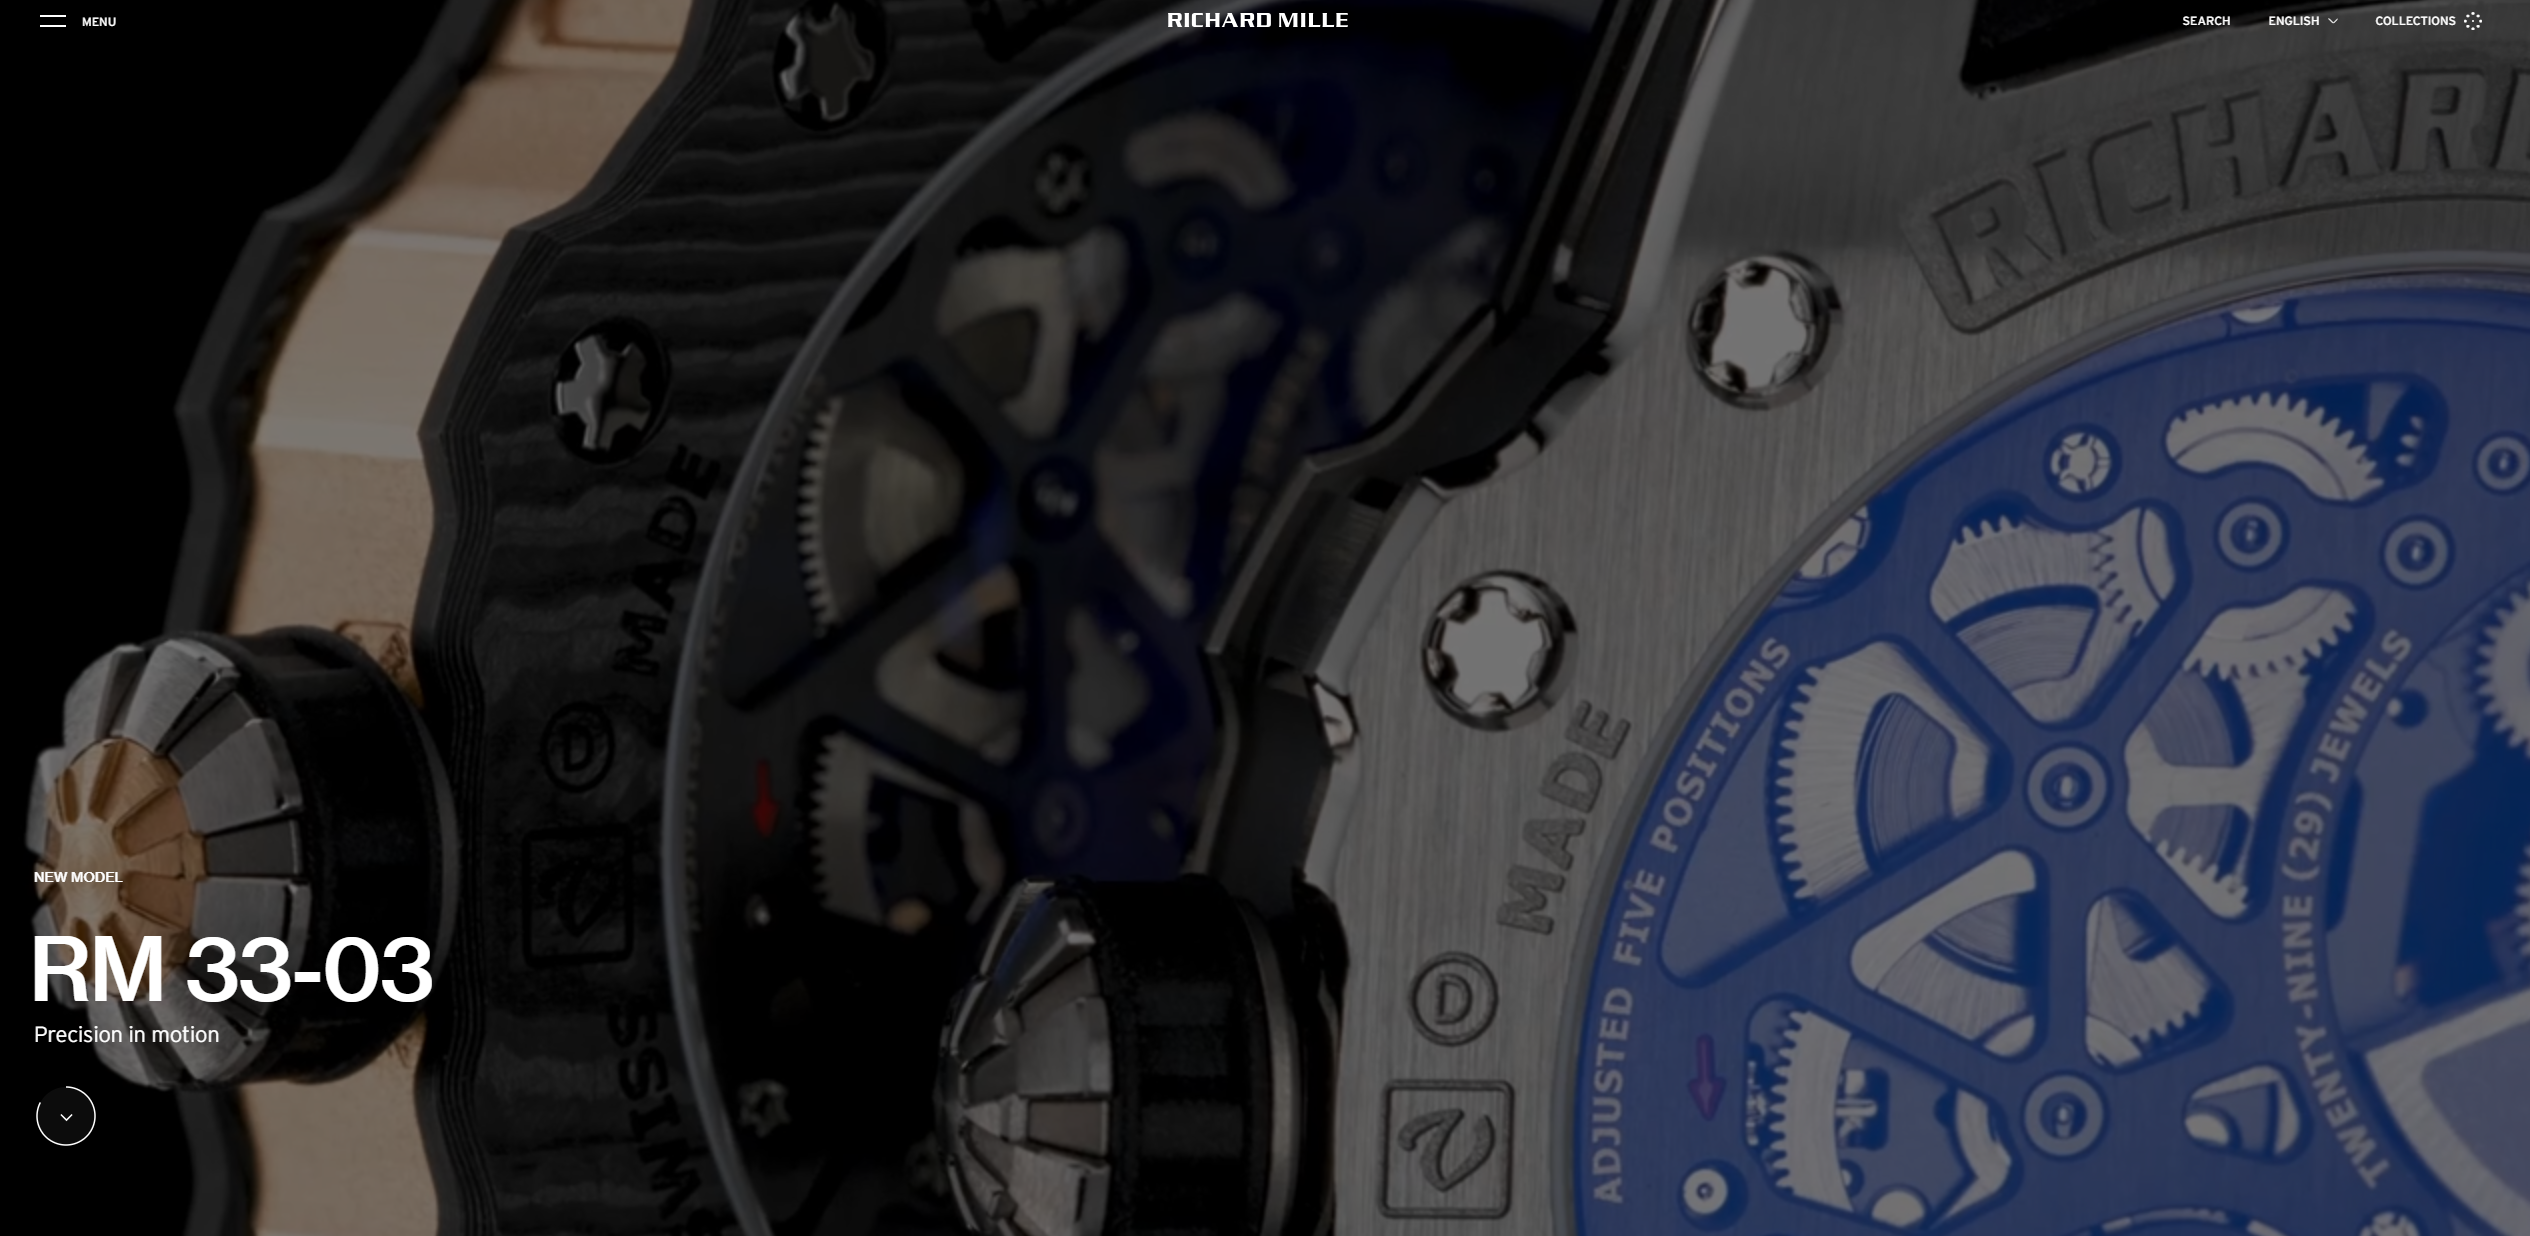 MENU
RICHARD MILLE
SEARCH
ENGLISH
COLLECTIONS
RICHARD
MADE
MADE
D
D
SWISS
ADJUSTED FIVE POSITIONS
TWENTY-NINE (29) JEWELS
NEW MODEL
RM 33-03
Precision in motion